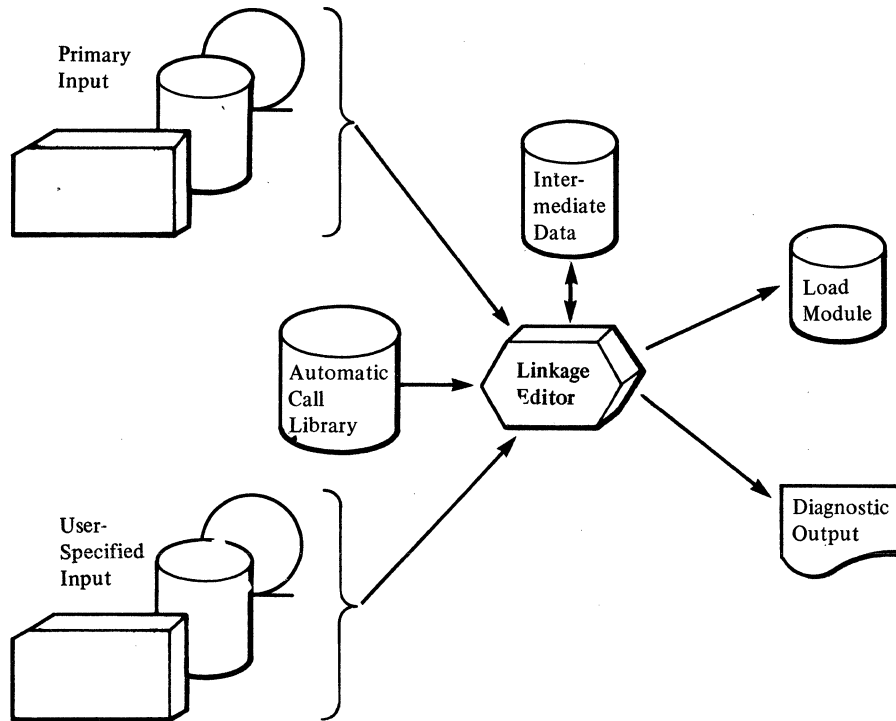 Primary
Input
Inter-
mediate
Data
Load
Module
Automatic
Call
Library
Linkage
Editor
User-
Specified
Input
Diagnostic
Output